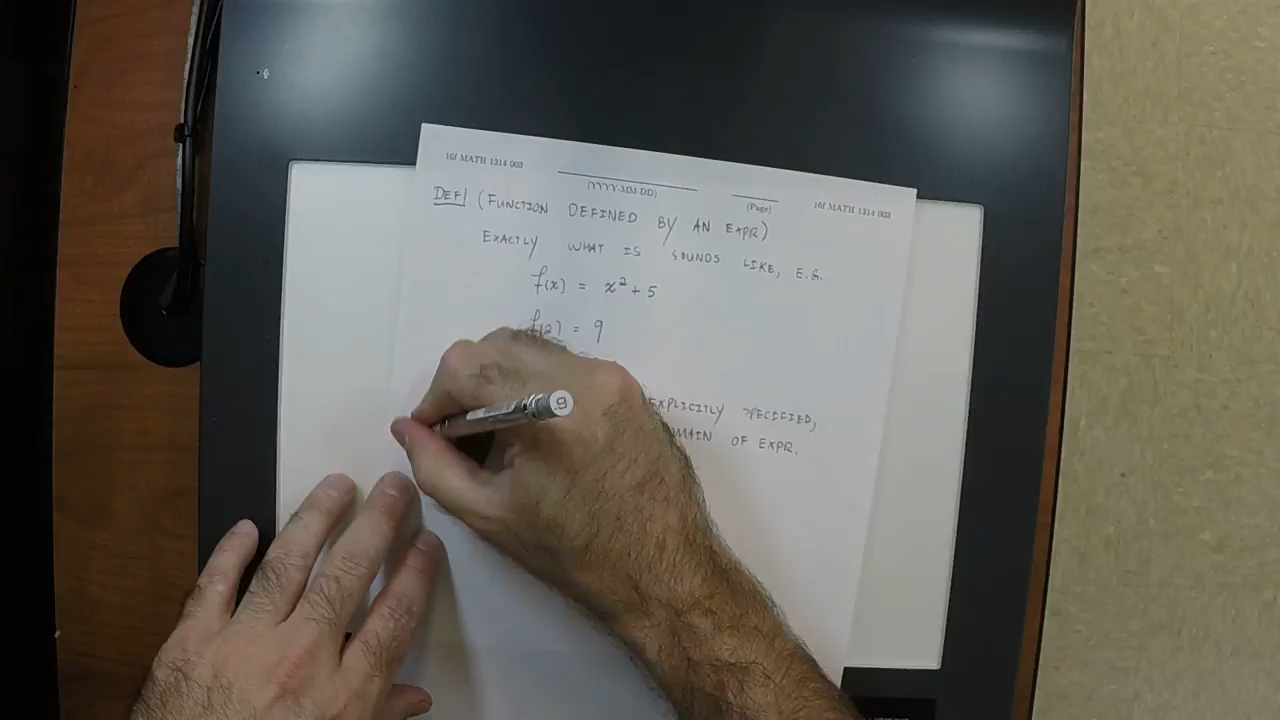 16f MATH 1314 003
(YYYY-MM-DD)
(Page)
16f MATH 1314 003
DEF (FUNCTION DEFINED BY AN EXPR)
EXACTLY WHAT IS SOUNDS LIKE, E.G.
f(x) = x² + 5
f(2) = 9
EXPLICITLY SPECIFIED,
OF EXPR.
9